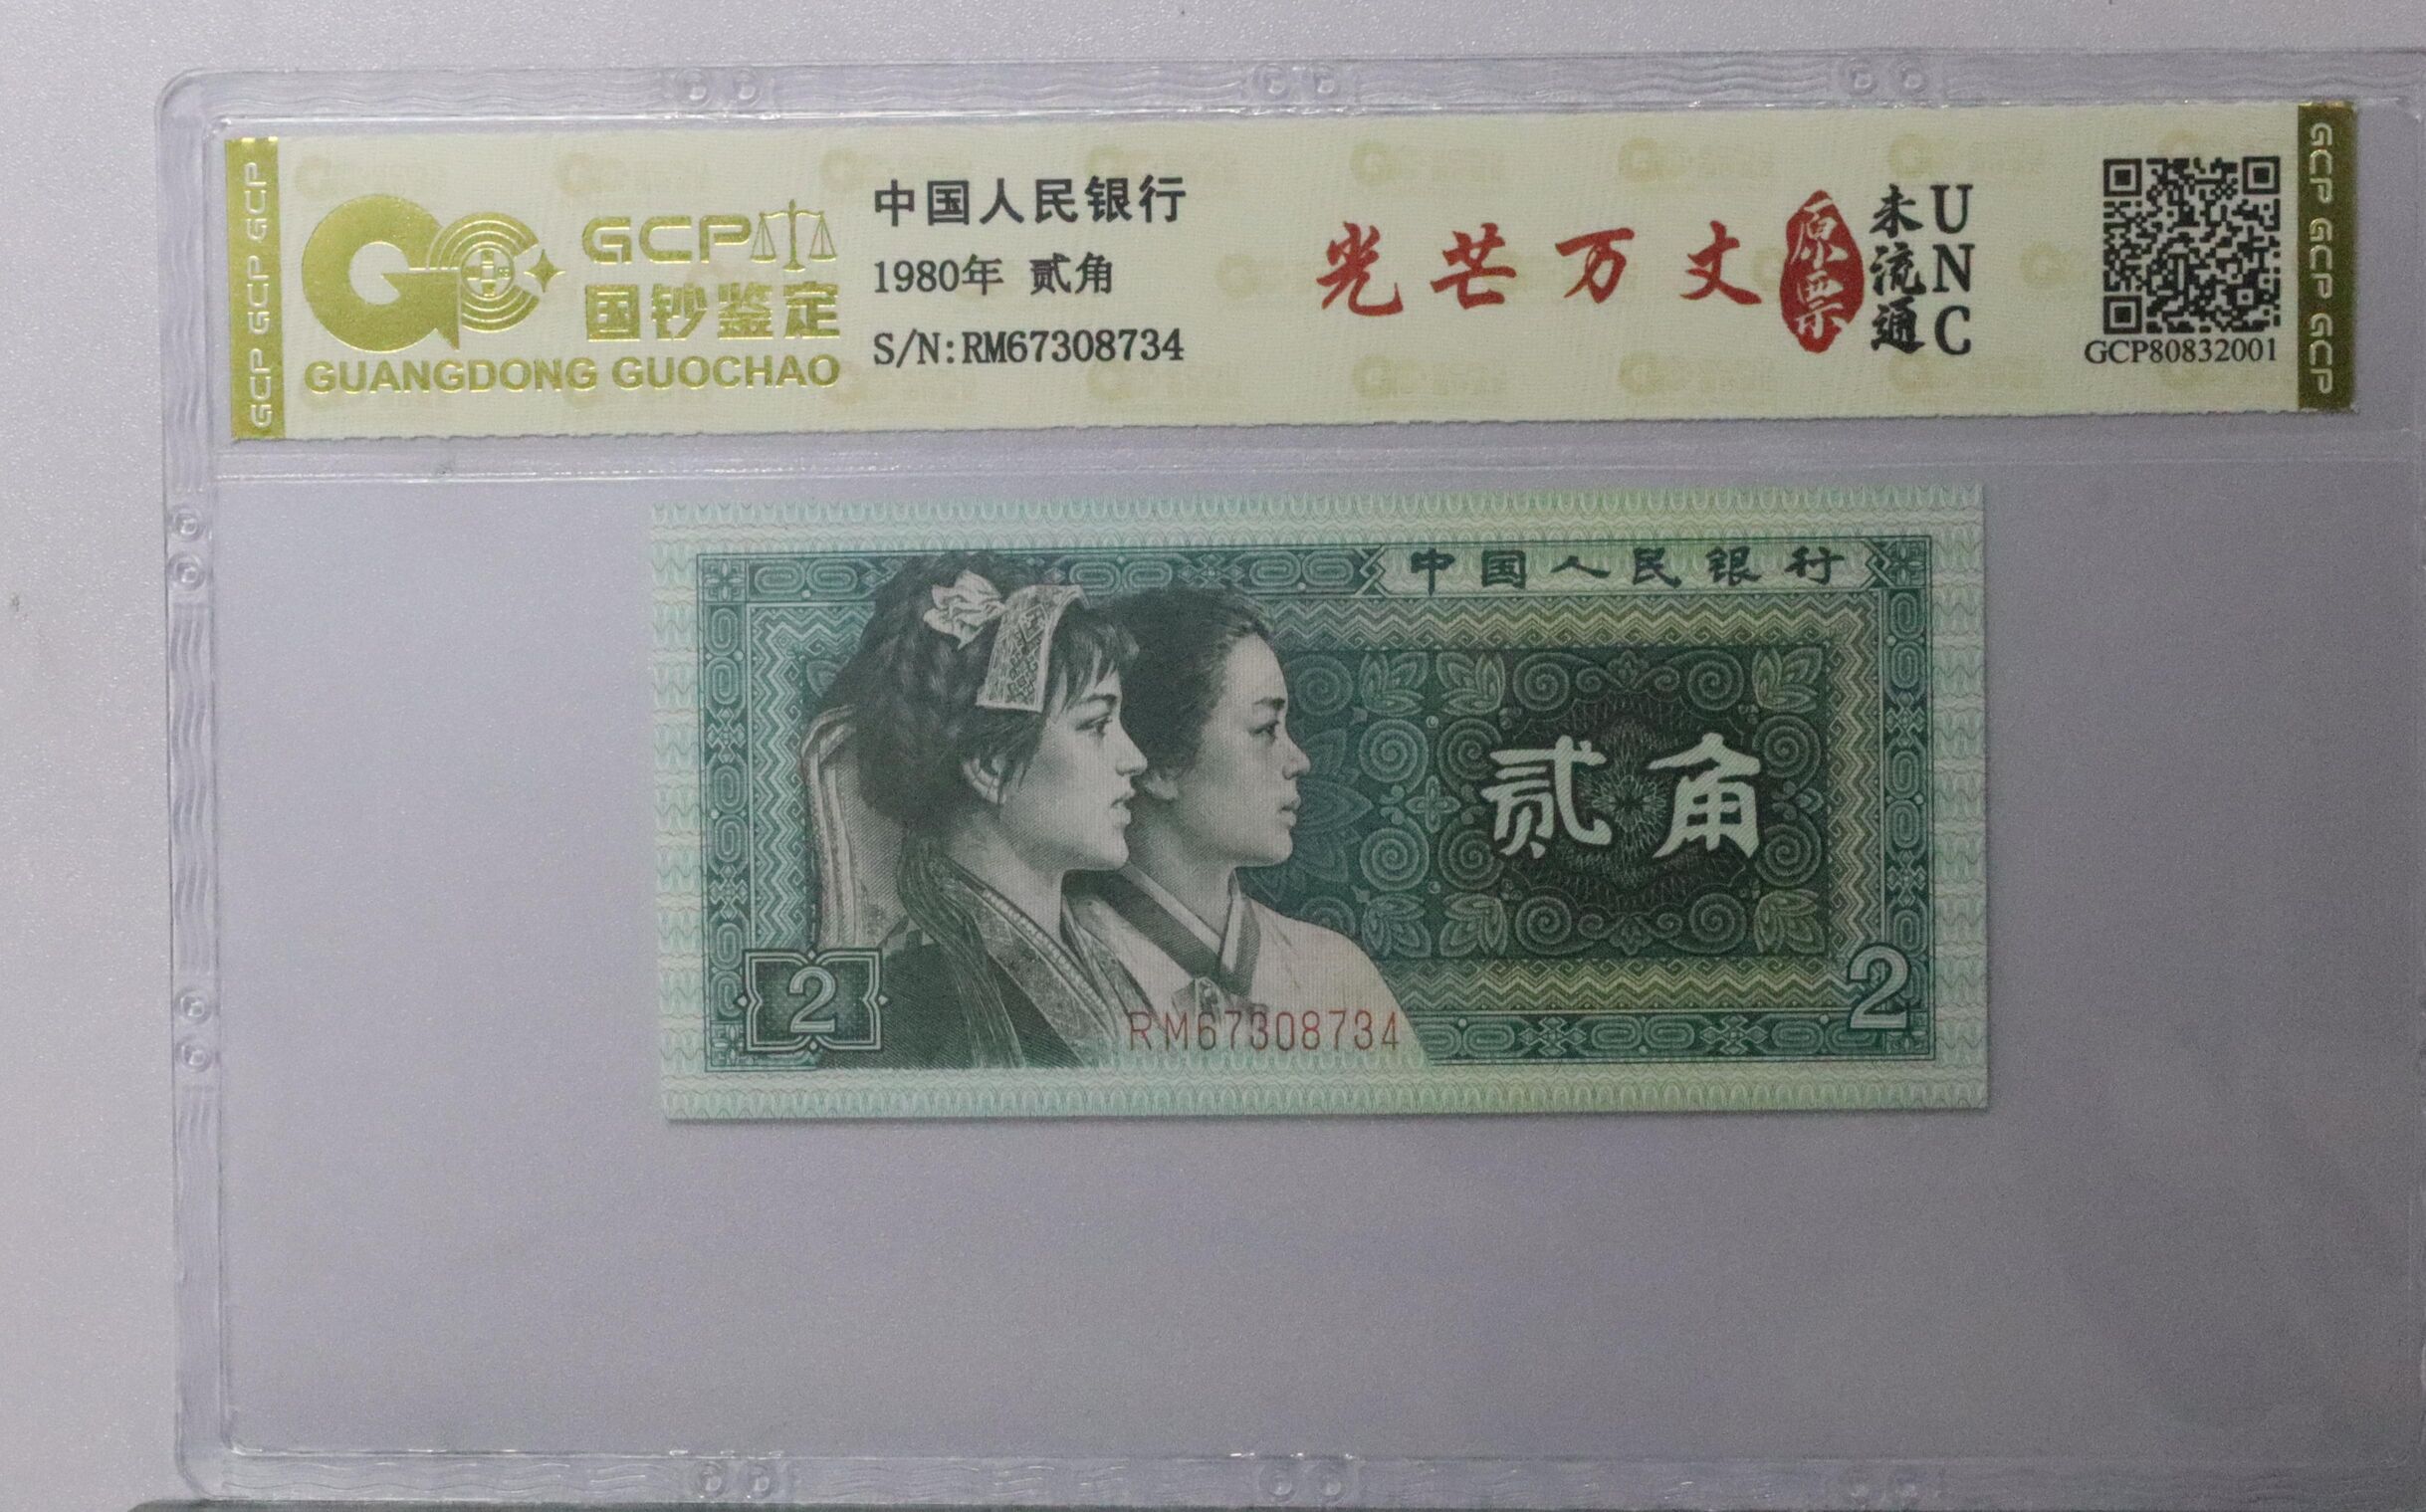 GCP GCP GCP
GCP
国钞鉴定
GUANGDONG GUOCHAO
中国人民银行
1980年 贰角
S/N:RM67308734
光芒万丈
原票
未流通
UNC
GCP80832001
GCP GCP GCP
中国人民银行
贰角
2
RM67308734
2